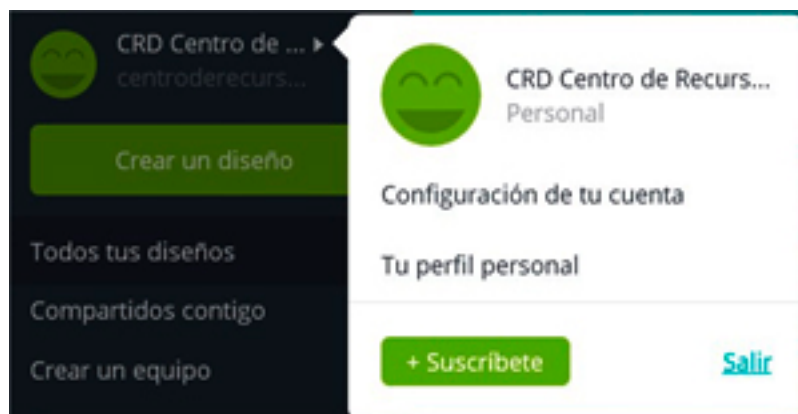 CRD Centro de ...
centroderecurs...
Crear un diseño
Todos tus diseños
Compartidos contigo
Crear un equipo
CRD Centro de Recurs...
Personal
Configuración de tu cuenta
Tu perfil personal
+ Suscríbete
Salir